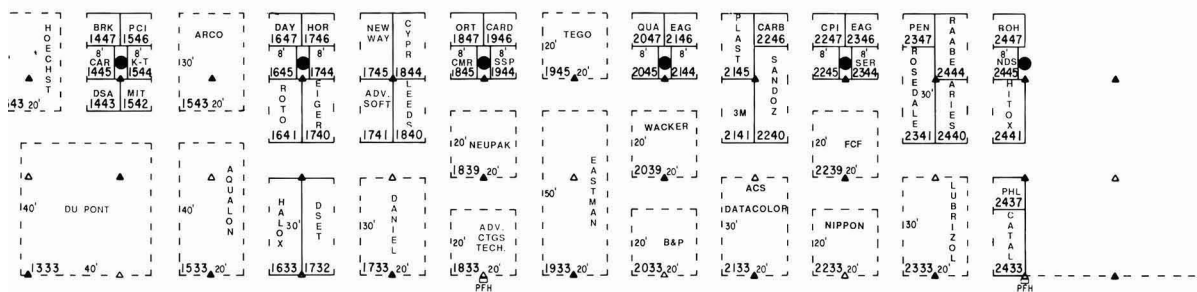 HOECHST
543 20'
BRK PCI
1447 1546
8' 8'
CAR K-T
1445 1544
DSA MIT
1443 1542
ARCO
30'
1543 20'
DAY HOR
1647 1746
8' 8'
1645 1744
ROTO EIGER
1641 1740
NEW WAY CYPR
1745 1844
ADV. SOFT LEEDS
1741 1840
ORT CARD
1847 1946
8' 8'
CMR SSP
1845 1944
20'
NEUPAK
1839 20'
TEGO
20'
1945 20'
QUA EAG
2047 2146
8' 8'
2045 2144
WACKER
20'
2039 20'
PLAST CARB
2246
2145 SANDOZ
3M
2141 2240
CPI EAG
2247 2346
8' 8'
SER
2245 2344
20' FCF
2239 20'
PEN RAABE
2347
8'
2444
ROSEDALE 30' ARIES
2341 2440
ROH
2447
8'
NDS
2445
HITOX
2441
40' DU PONT
1333 40'
AQUALON
40'
1533 20'
HALOX 30' DSET
1633 1732
DANIEL
30'
1733 20'
ADV. CTGS TECH.
20'
1833 20'
PFH
EASTMAN
50'
1933 20'
20' B&P
2033 20'
ACS
DATACOLOR
30'
2133 20'
NIPPON
20'
2233 20'
LUBRIZOL
30'
2333 20'
PHL
2437
CATAL
2433
PFH